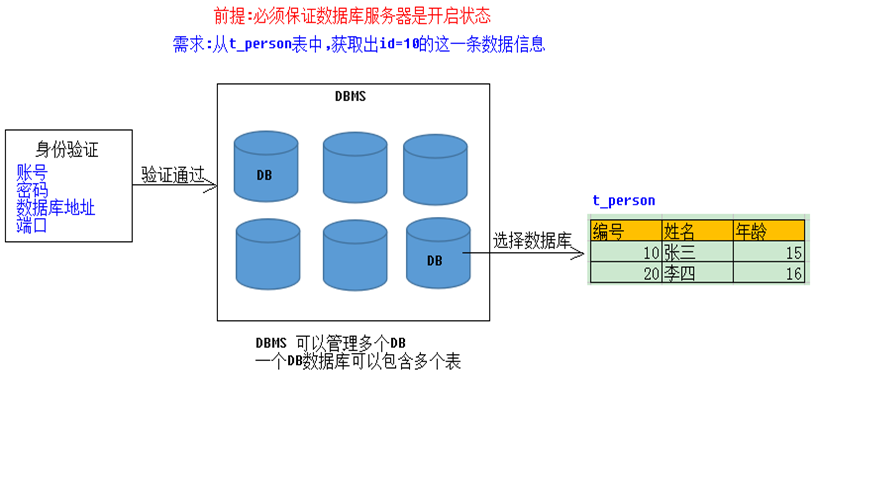 前提:必须保证数据库服务器是开启状态
需求:从t_person表中,获取出id=10的这一条数据信息
DBMS
身份验证
账号
密码
数据库地址
端口
验证通过
DB
DB
选择数据库
t_person
编号 姓名 年龄
10 张三 15
20 李四 16
DBMS 可以管理多个DB
一个DB数据库可以包含多个表